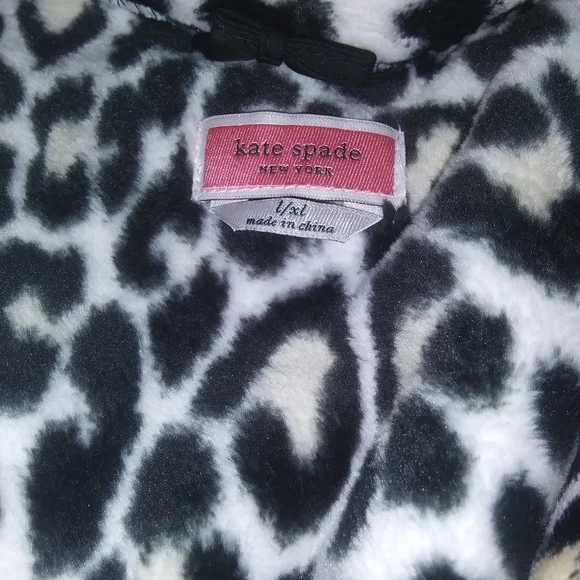 kate spade
NEW YORK
l/xl
made in china